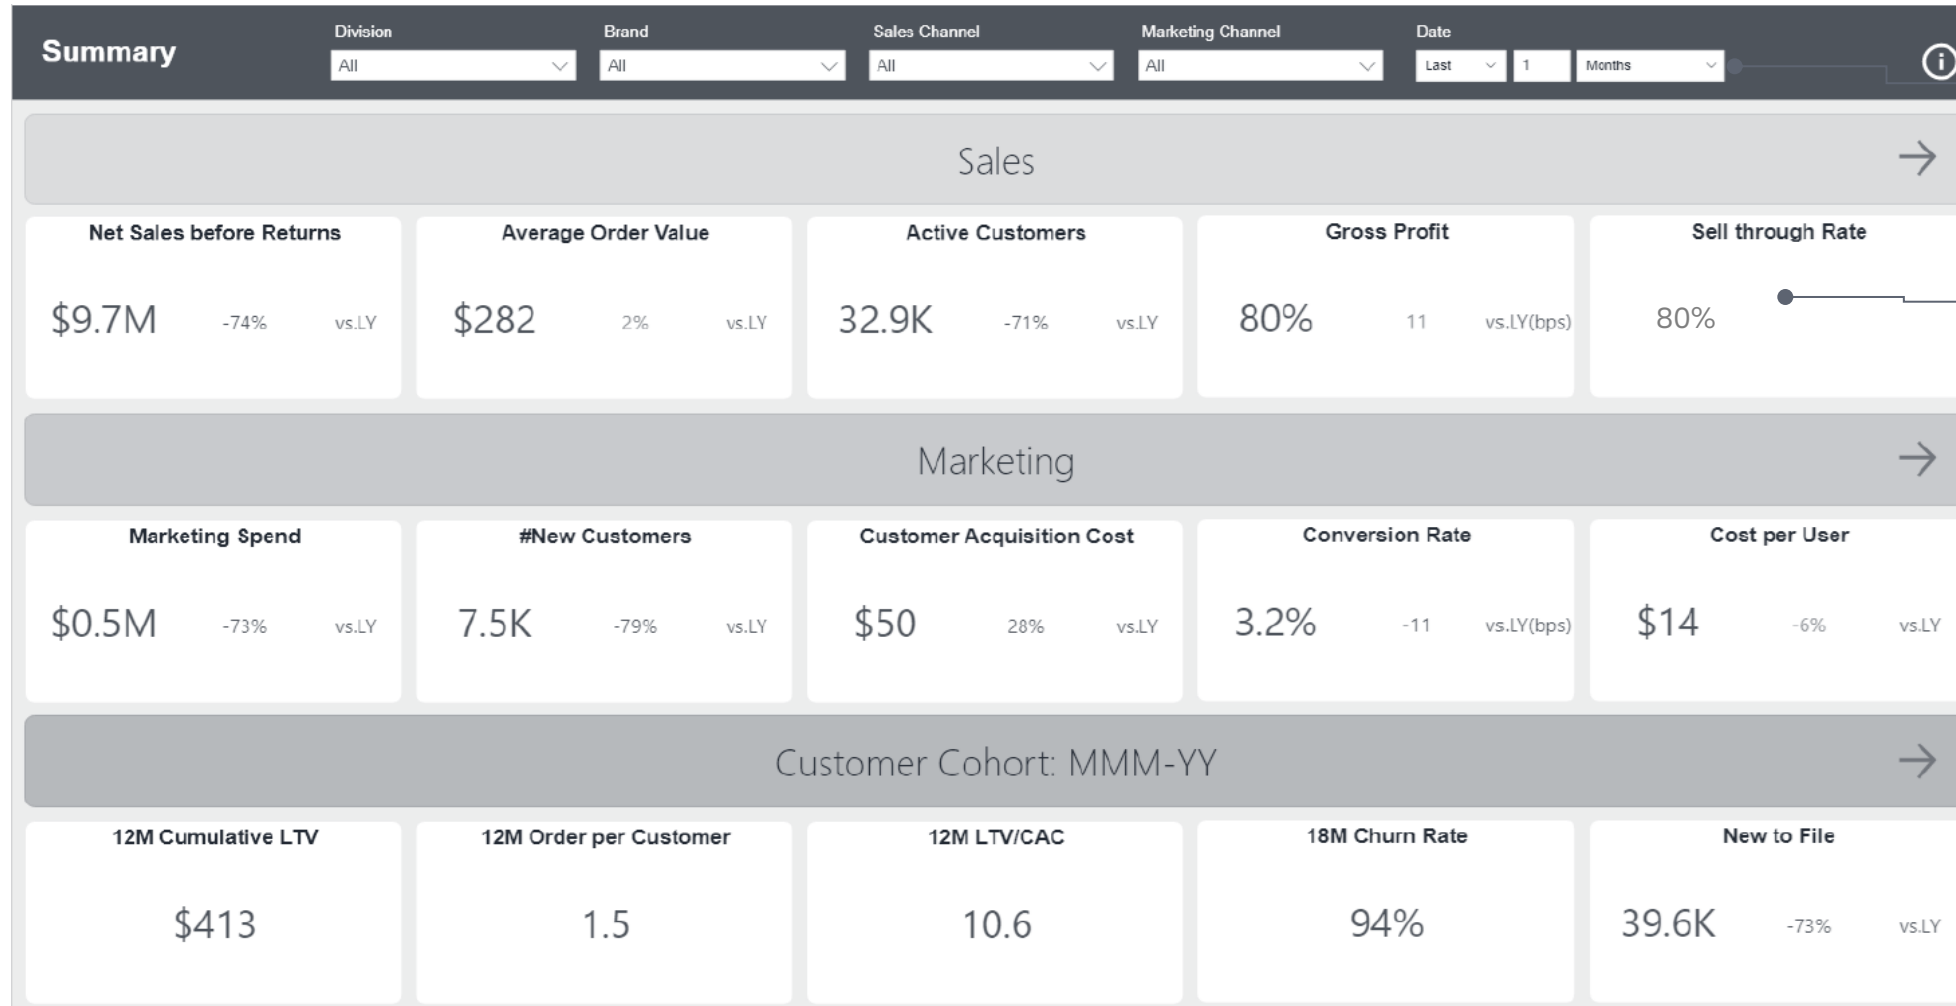 Summary
Division
All
Brand
All
Sales Channel
All
Marketing Channel
All
Date
Last
1
Months
Sales
Net Sales before Returns
$9.7M -74% vs.LY
Average Order Value
$282 2% vs.LY
Active Customers
32.9K -71% vs.LY
Gross Profit
80% 11 vs.LY(bps)
Sell through Rate
80%
Marketing
Marketing Spend
$0.5M -73% vs.LY
#New Customers
7.5K -79% vs.LY
Customer Acquisition Cost
$50 28% vs.LY
Conversion Rate
3.2% -11 vs.LY(bps)
Cost per User
$14 -6% vs.LY
Customer Cohort: MMM-YY
12M Cumulative LTV
$413
12M Order per Customer
1.5
12M LTV/CAC
10.6
18M Churn Rate
94%
New to File
39.6K -73% vs.LY